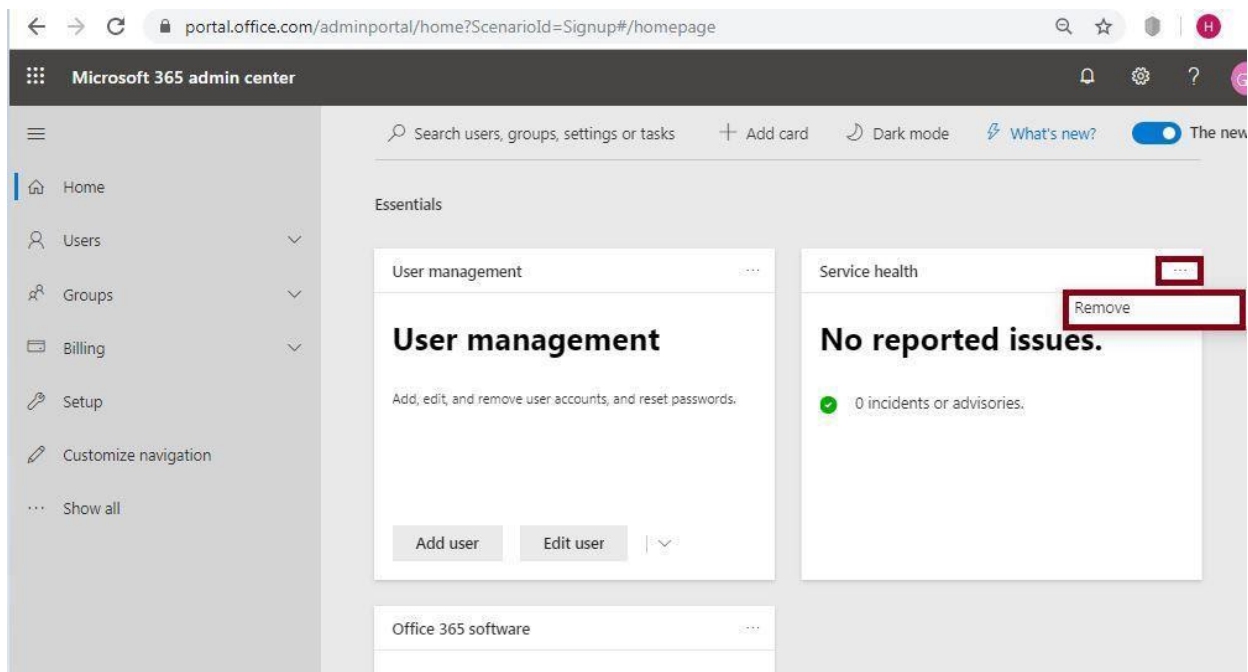 portal.office.com/adminportal/home?ScenarioId=Signup#/homepage
H
Microsoft 365 admin center
?
G
Search users, groups, settings or tasks
Add card
Dark mode
What's new?
The new
Home
Users
Groups
Billing
Setup
Customize navigation
Show all
Essentials
User management
User management
Add, edit, and remove user accounts, and reset passwords.
Add user
Edit user
Service health
Remove
No reported issues.
0 incidents or advisories.
Office 365 software